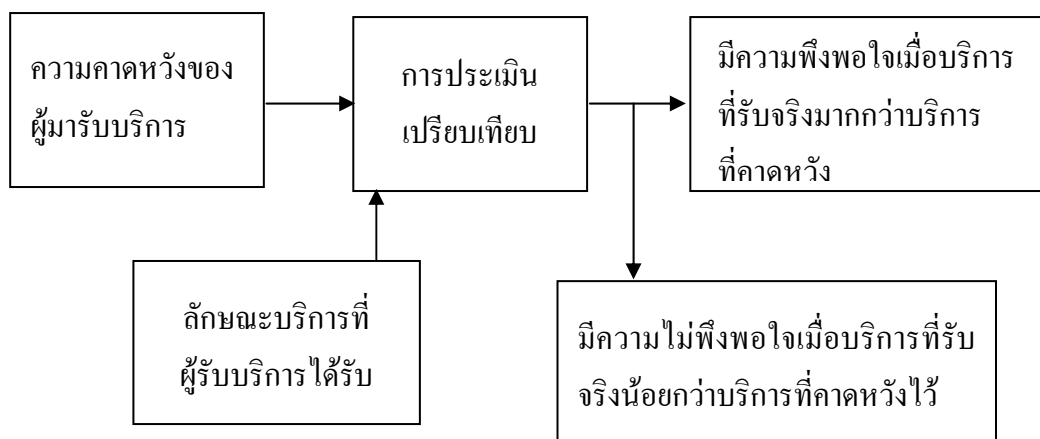 ความคาดหวังของ
ผู้มารับบริการ
การประเมิน
เปรียบเทียบ
มีความพึงพอใจเมื่อบริการ
ที่รับจริงมากกว่าบริการ
ที่คาดหวัง
ลักษณะบริการที่
ผู้รับบริการได้รับ
มีความไม่พึงพอใจเมื่อบริการที่รับ
จริงน้อยกว่าบริการที่คาดหวังไว้